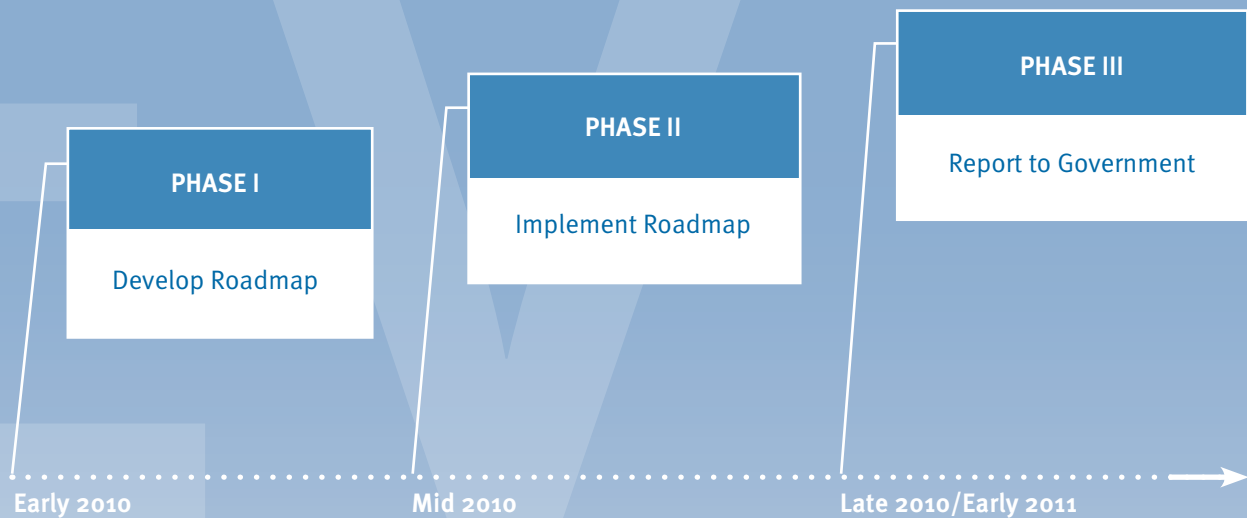 PHASE I
Develop Roadmap
PHASE II
Implement Roadmap
PHASE III
Report to Government
Early 2010
Mid 2010
Late 2010/Early 2011